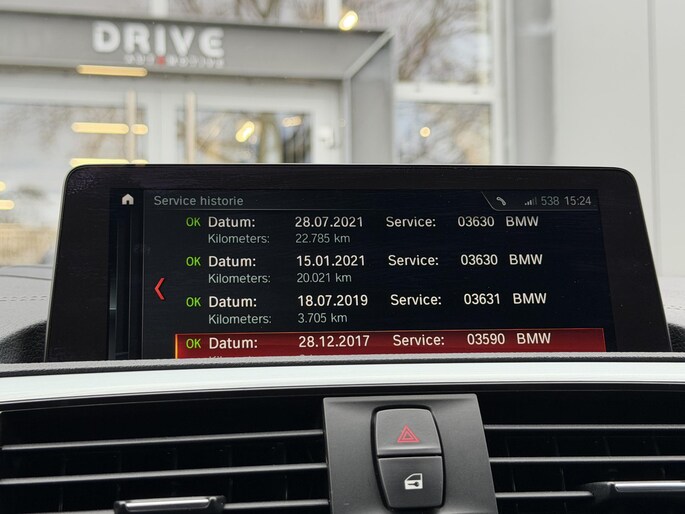 DRIVE
Service historie
538 15:24
OK Datum: 28.07.2021 Service: 03630 BMW
Kilometers: 22.785 km
OK Datum: 15.01.2021 Service: 03630 BMW
Kilometers: 20.021 km
OK Datum: 18.07.2019 Service: 03631 BMW
Kilometers: 3.705 km
OK Datum: 28.12.2017 Service: 03590 BMW